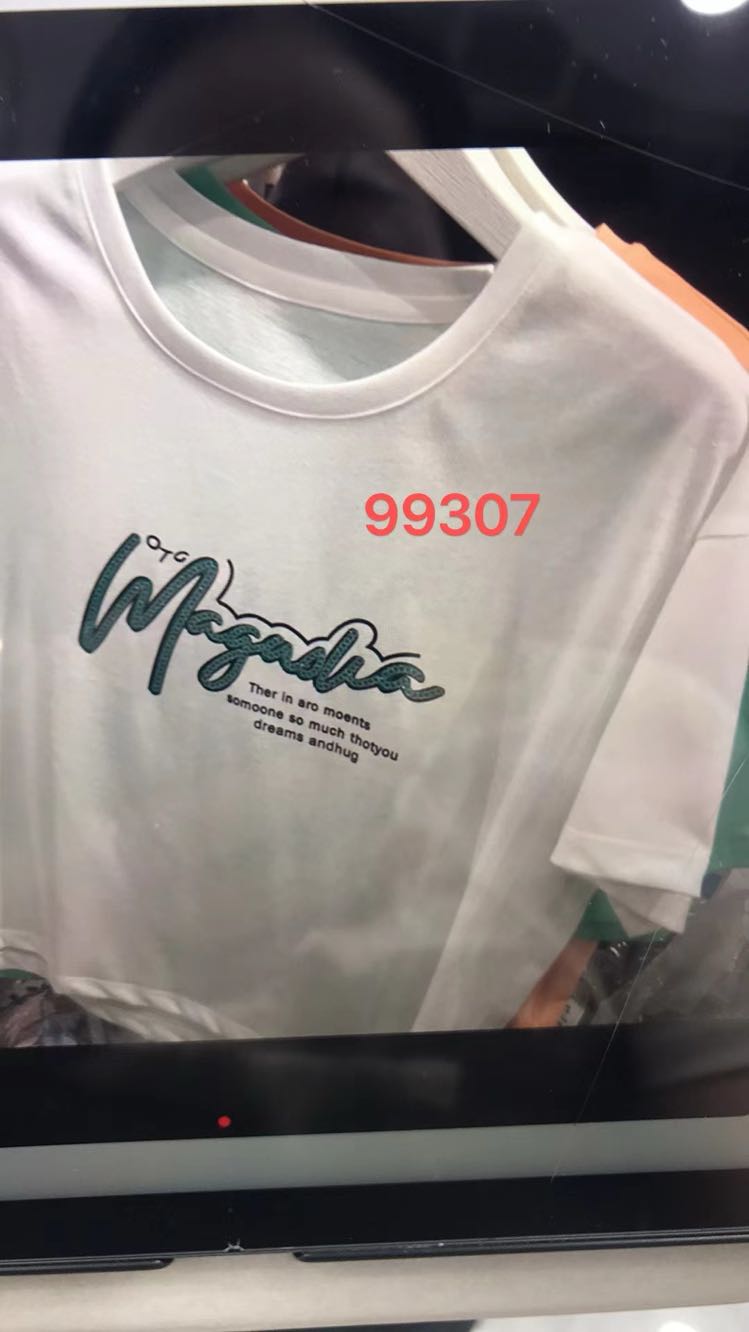 99307
OTG
Magnolia
Ther in aro moents
somoone so much thotyou
dreams andhug